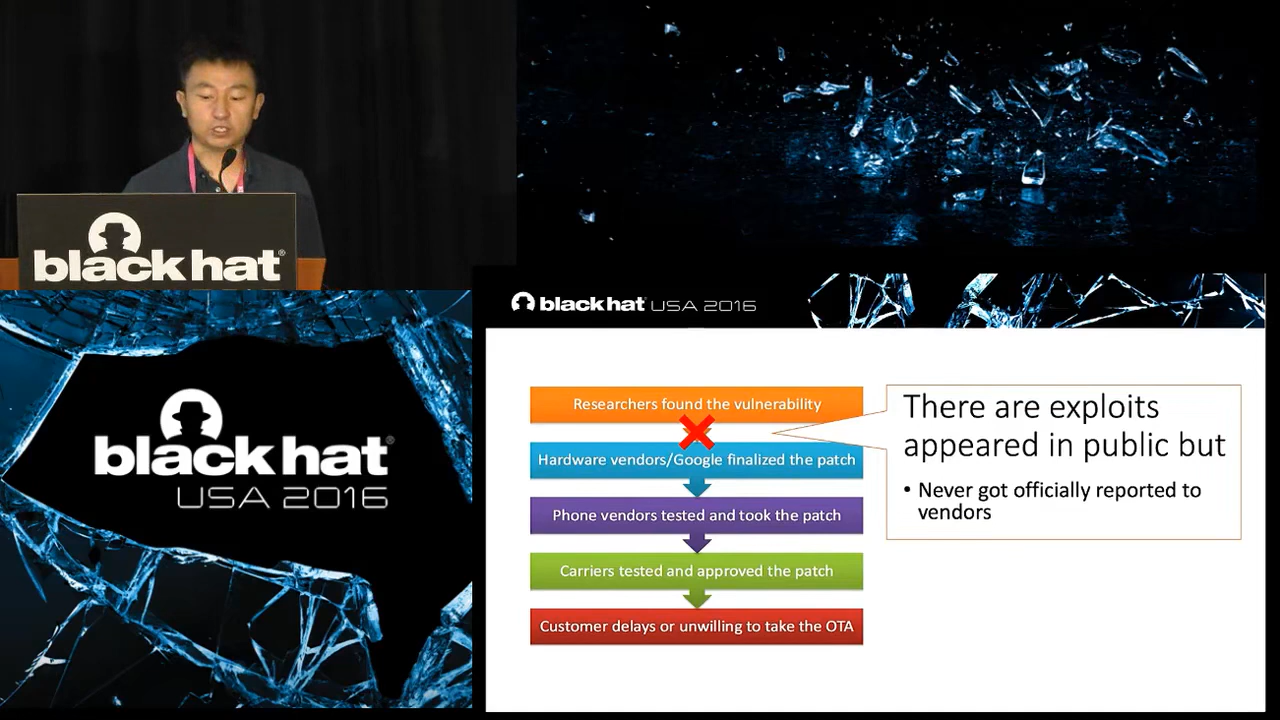 black hat®
black hat®
USA 2016
black hat USA 2016
Researchers found the vulnerability
Hardware vendors/Google finalized the patch
Phone vendors tested and took the patch
Carriers tested and approved the patch
Customer delays or unwilling to take the OTA
There are exploits
appeared in public but
• Never got officially reported to
vendors